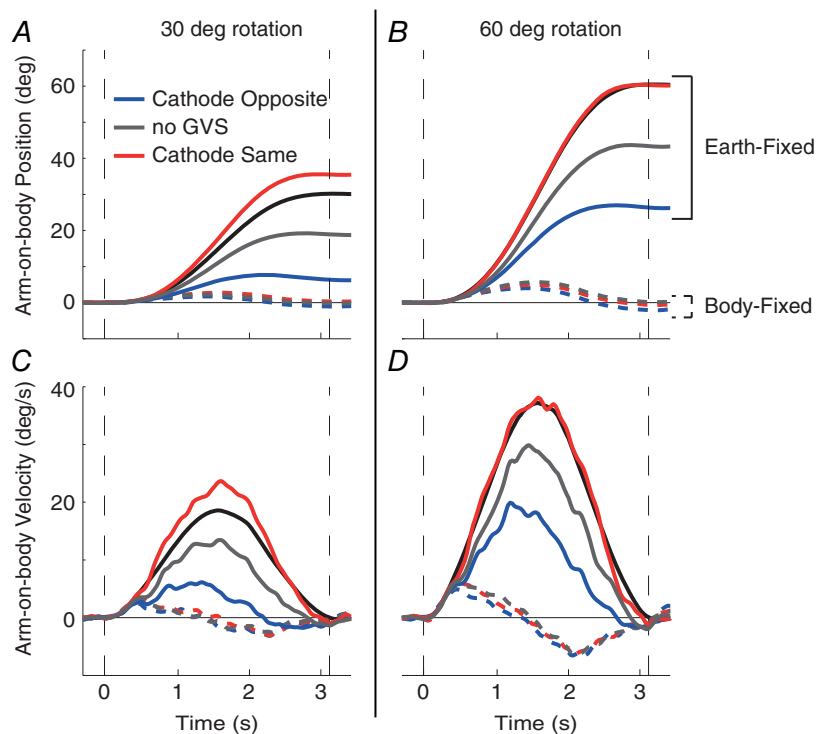 A
30 deg rotation
B
60 deg rotation
Arm-on-body Position (deg)
60
40
20
0
Cathode Opposite
no GVS
Cathode Same
Earth-Fixed
Body-Fixed
C
D
Arm-on-body Velocity (deg/s)
40
20
0
0 1 2 3
Time (s)
0 1 2 3
Time (s)